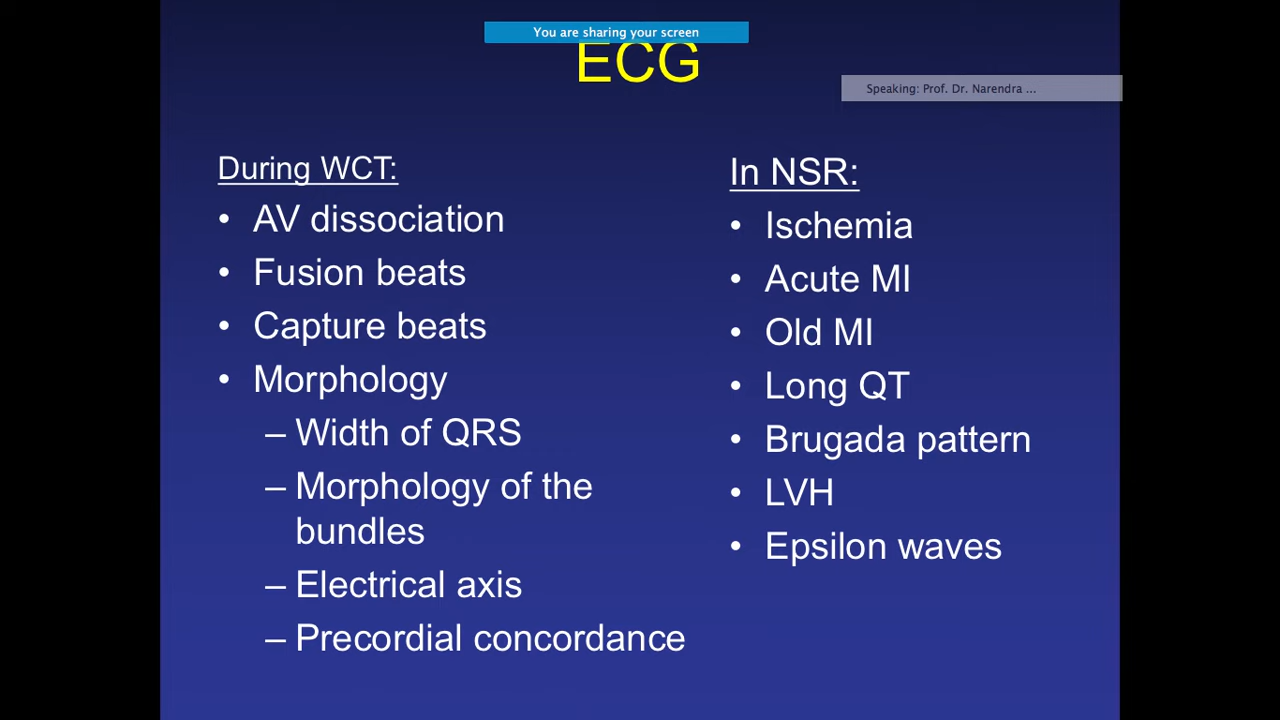 You are sharing your screen
ECG
Speaking: Prof. Dr. Narendra ...
During WCT:
• AV dissociation
• Fusion beats
• Capture beats
• Morphology
– Width of QRS
– Morphology of the
bundles
– Electrical axis
– Precordial concordance
In NSR:
• Ischemia
• Acute MI
• Old MI
• Long QT
• Brugada pattern
• LVH
• Epsilon waves